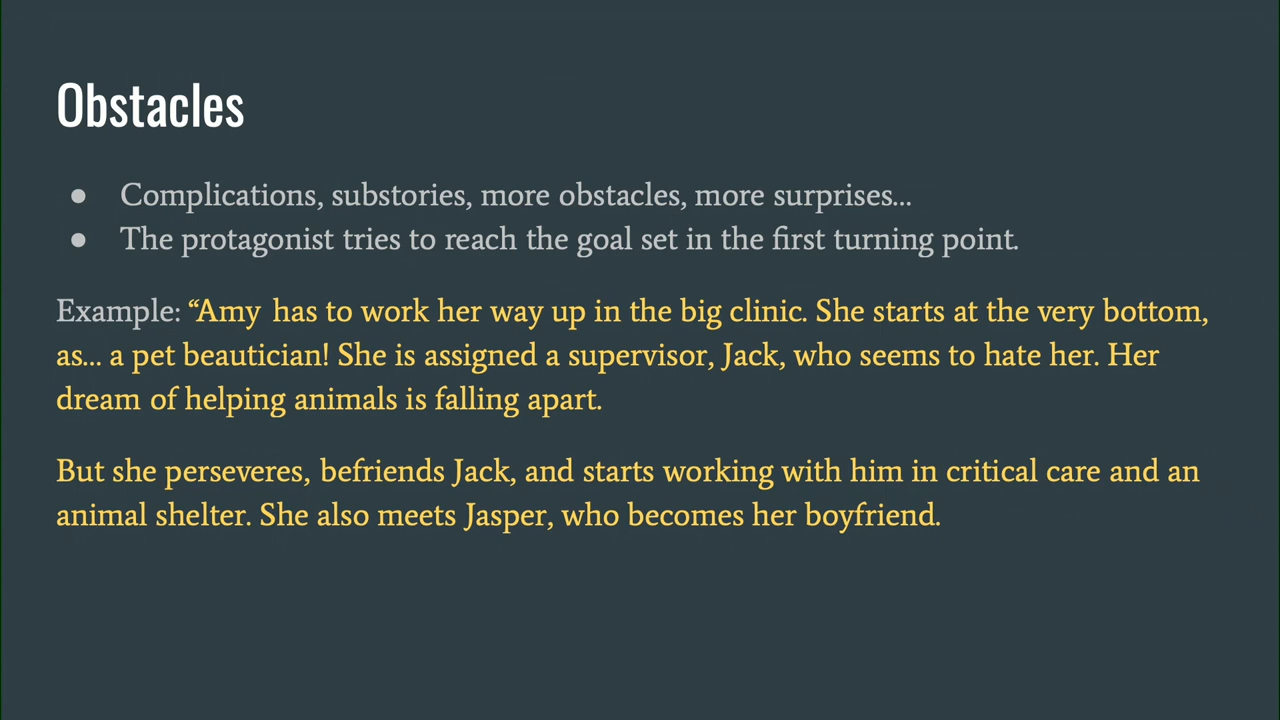 Obstacles
● Complications, substories, more obstacles, more surprises...
● The protagonist tries to reach the goal set in the first turning point.
Example: “Amy has to work her way up in the big clinic. She starts at the very bottom,
as... a pet beautician! She is assigned a supervisor, Jack, who seems to hate her. Her
dream of helping animals is falling apart.
But she perseveres, befriends Jack, and starts working with him in critical care and an
animal shelter. She also meets Jasper, who becomes her boyfriend.